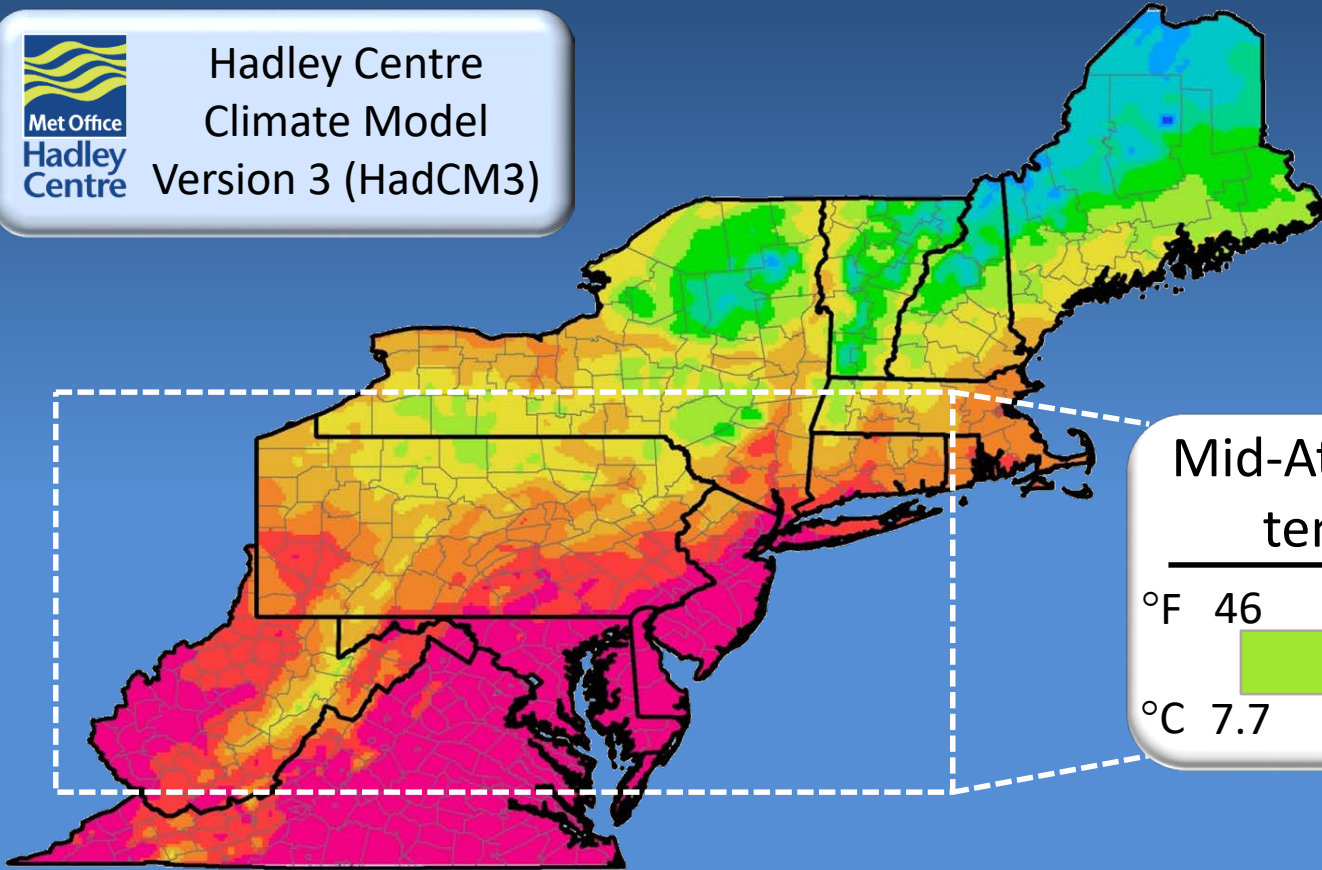 Met Office
Hadley
Centre
Hadley Centre
Climate Model
Version 3 (HadCM3)
Mid-At
ter
°F 46
°C 7.7